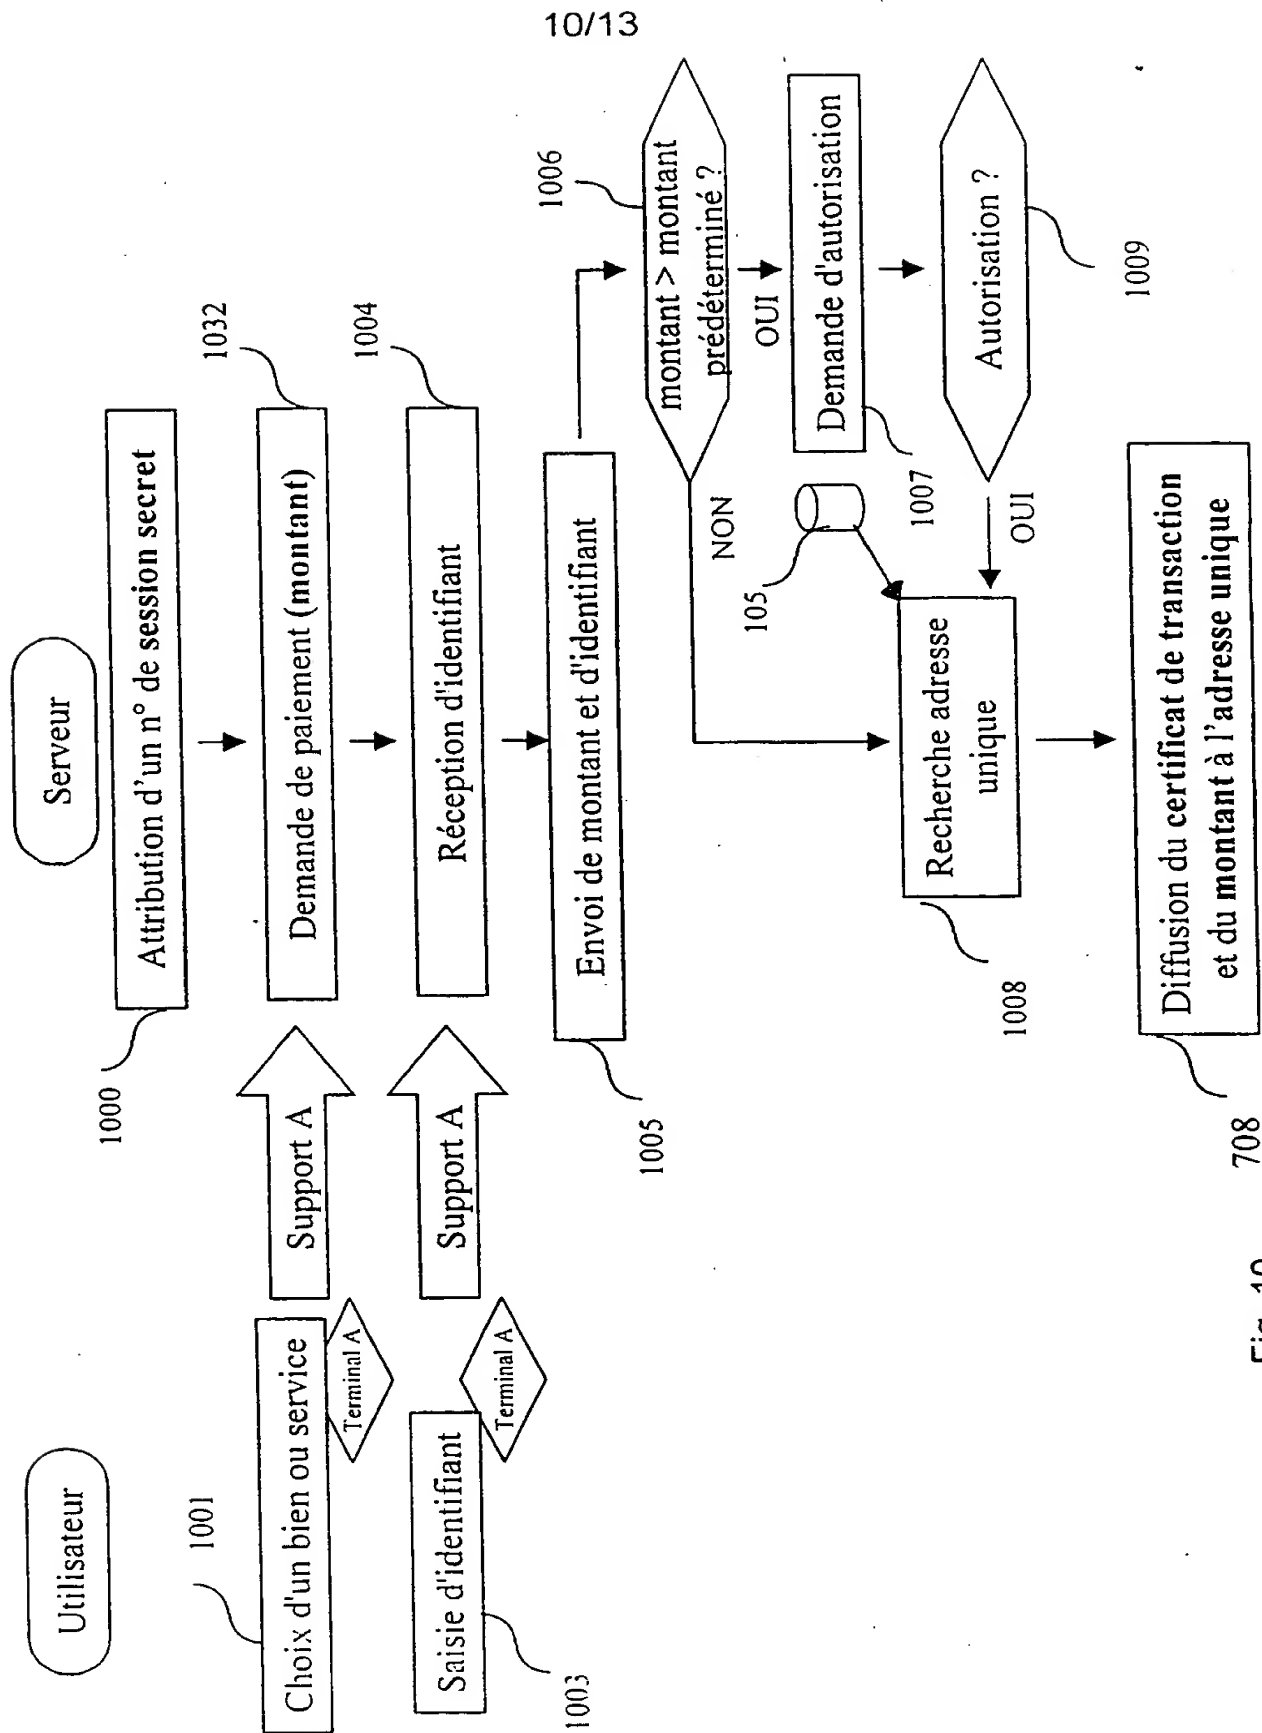 10/13
Utilisateur
Serveur
Attribution d'un n° de session secret
1000
1001
Choix d'un bien ou service
Terminal A
Support A
Demande de paiement (montant)
1032
Saisie d'identifiant
1003
Terminal A
Support A
Réception d'identifiant
1004
Envoi de montant et d'identifiant
1005
montant > montant
prédéterminé ?
1006
NON
OUI
Demande d'autorisation
1007
105
Autorisation ?
1009
OUI
Recherche adresse
unique
1008
Diffusion du certificat de transaction
et du montant à l'adresse unique
708